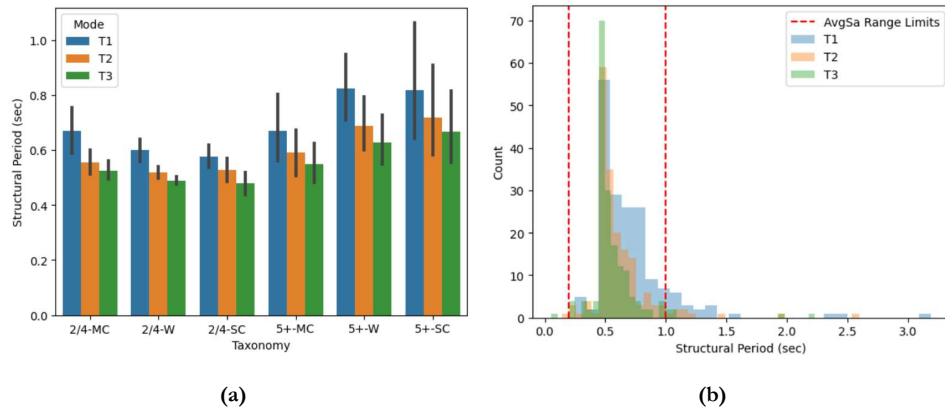 Mode
T1
T2
T3
Structural Period (sec)
1.0
0.8
0.6
0.4
0.2
0.0
2/4-MC 2/4-W 2/4-SC 5+-MC 5+-W 5+-SC
Taxonomy
(a)
AvgSa Range Limits
T1
T2
T3
Count
70
60
50
40
30
20
10
0
0.0 0.5 1.0 1.5 2.0 2.5 3.0
Structural Period (sec)
(b)